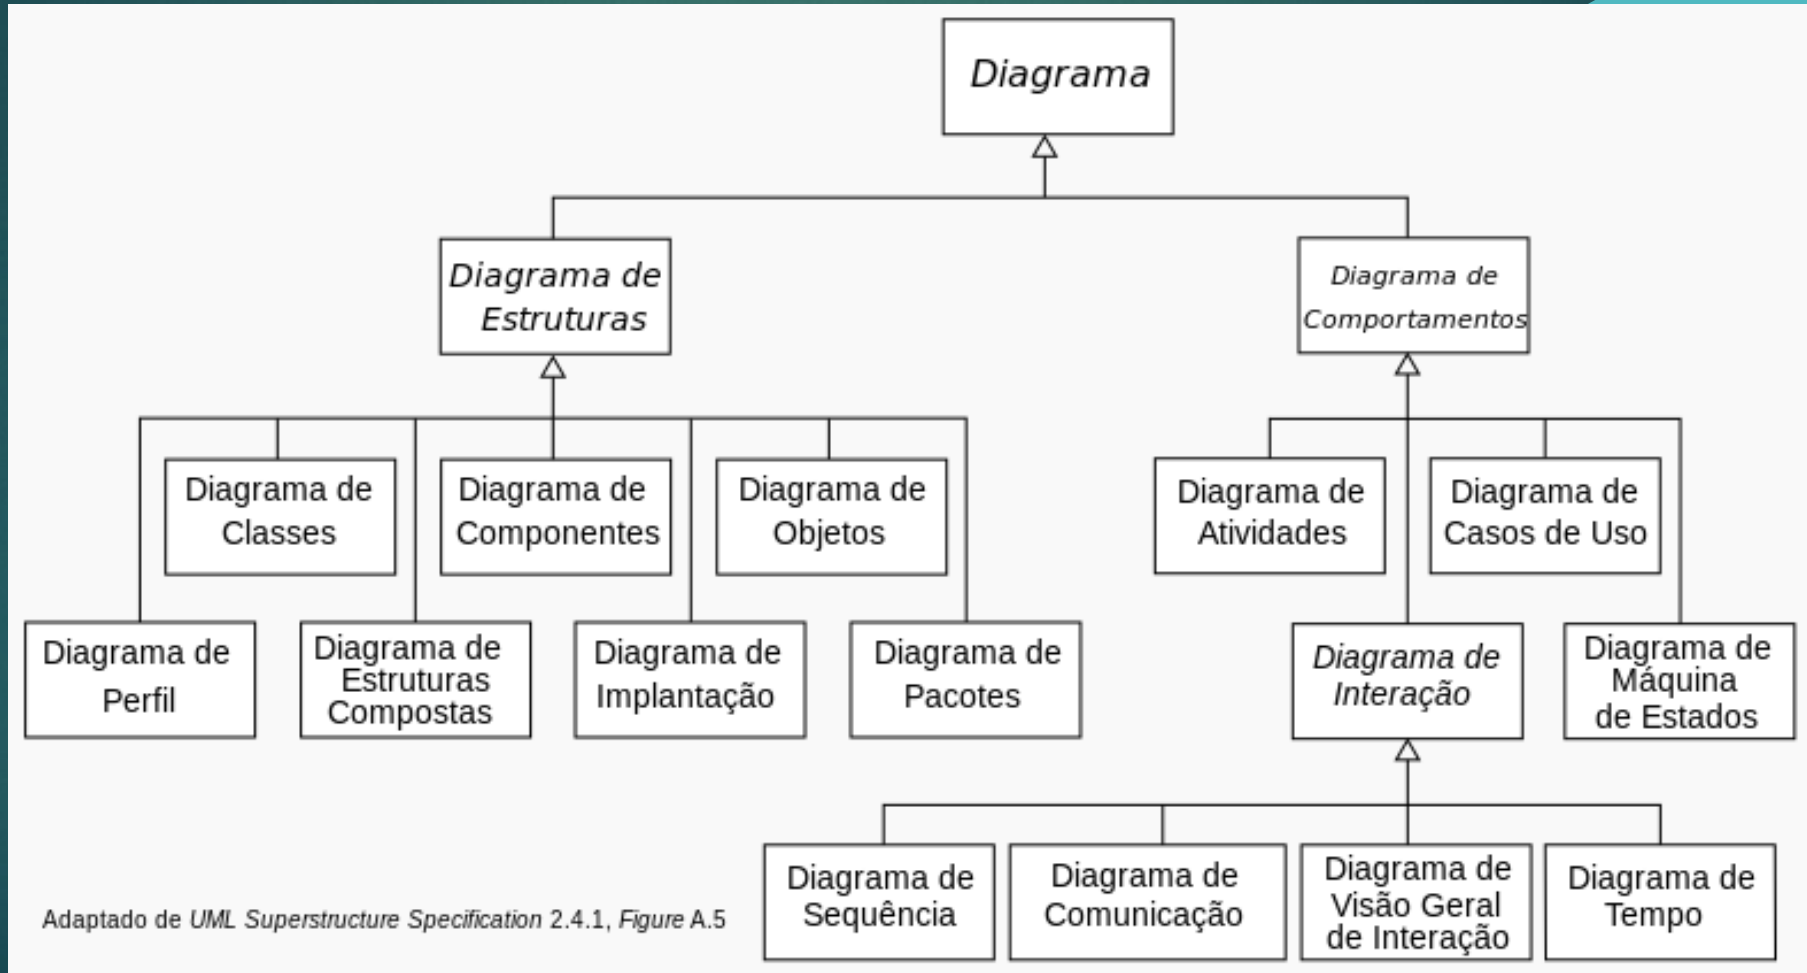 Diagrama
Diagrama de
Estruturas
Diagrama de
Comportamentos
Diagrama de
Classes
Diagrama de
Componentes
Diagrama de
Objetos
Diagrama de
Atividades
Diagrama de
Casos de Uso
Diagrama de
Perfil
Diagrama de
Estruturas
Compostas
Diagrama de
Implantação
Diagrama de
Pacotes
Diagrama de
Interação
Diagrama de
Máquina
de Estados
Diagrama de
Sequência
Diagrama de
Comunicação
Diagrama de
Visão Geral
de Interação
Diagrama de
Tempo
Adaptado de UML Superstructure Specification 2.4.1, Figure A.5